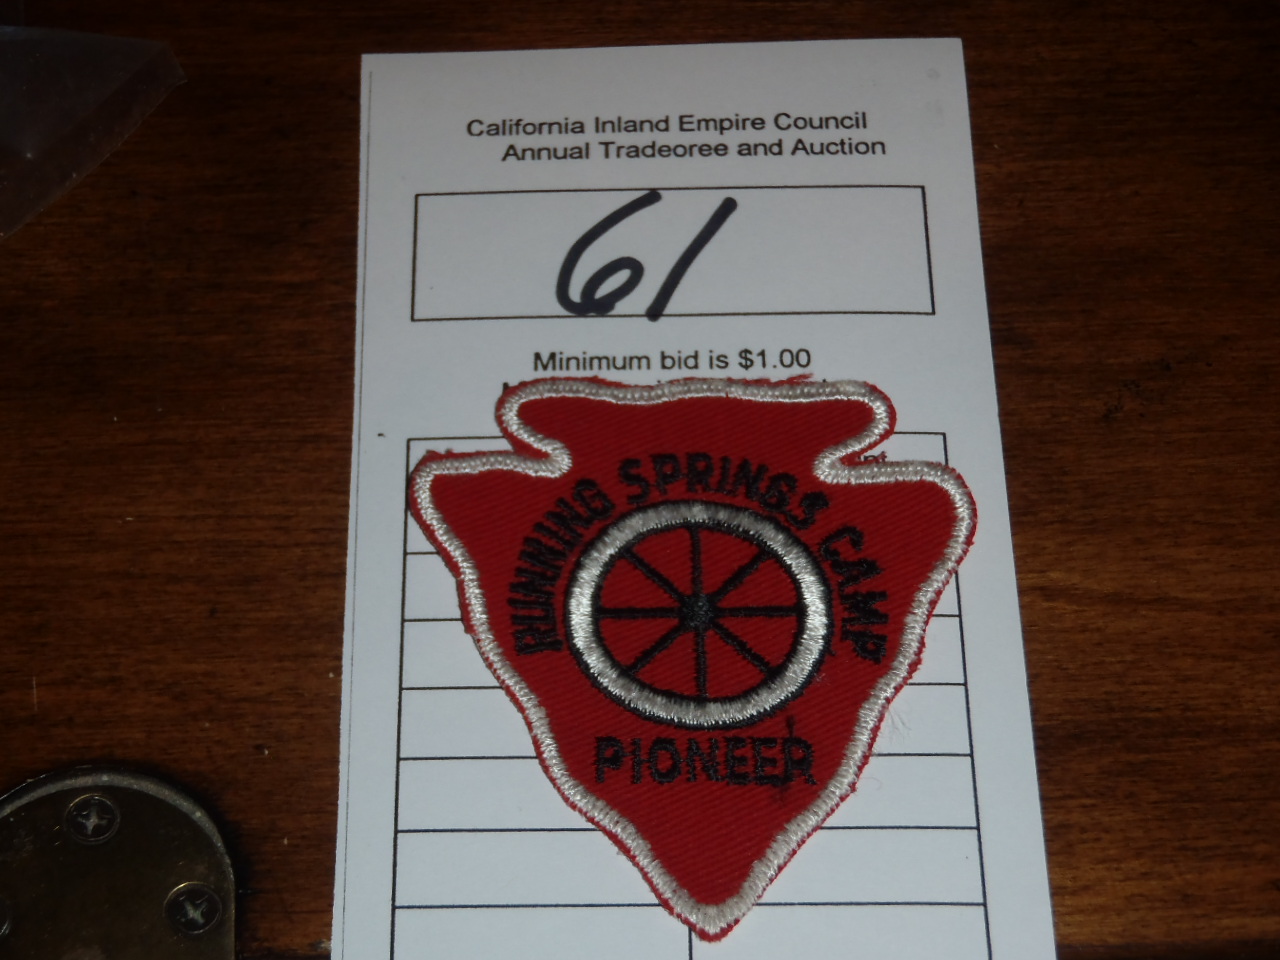 California Inland Empire Council
Annual Tradeoree and Auction
61
Minimum bid is $1.00
RUNNING SPRINGS CAMP
PIONEER